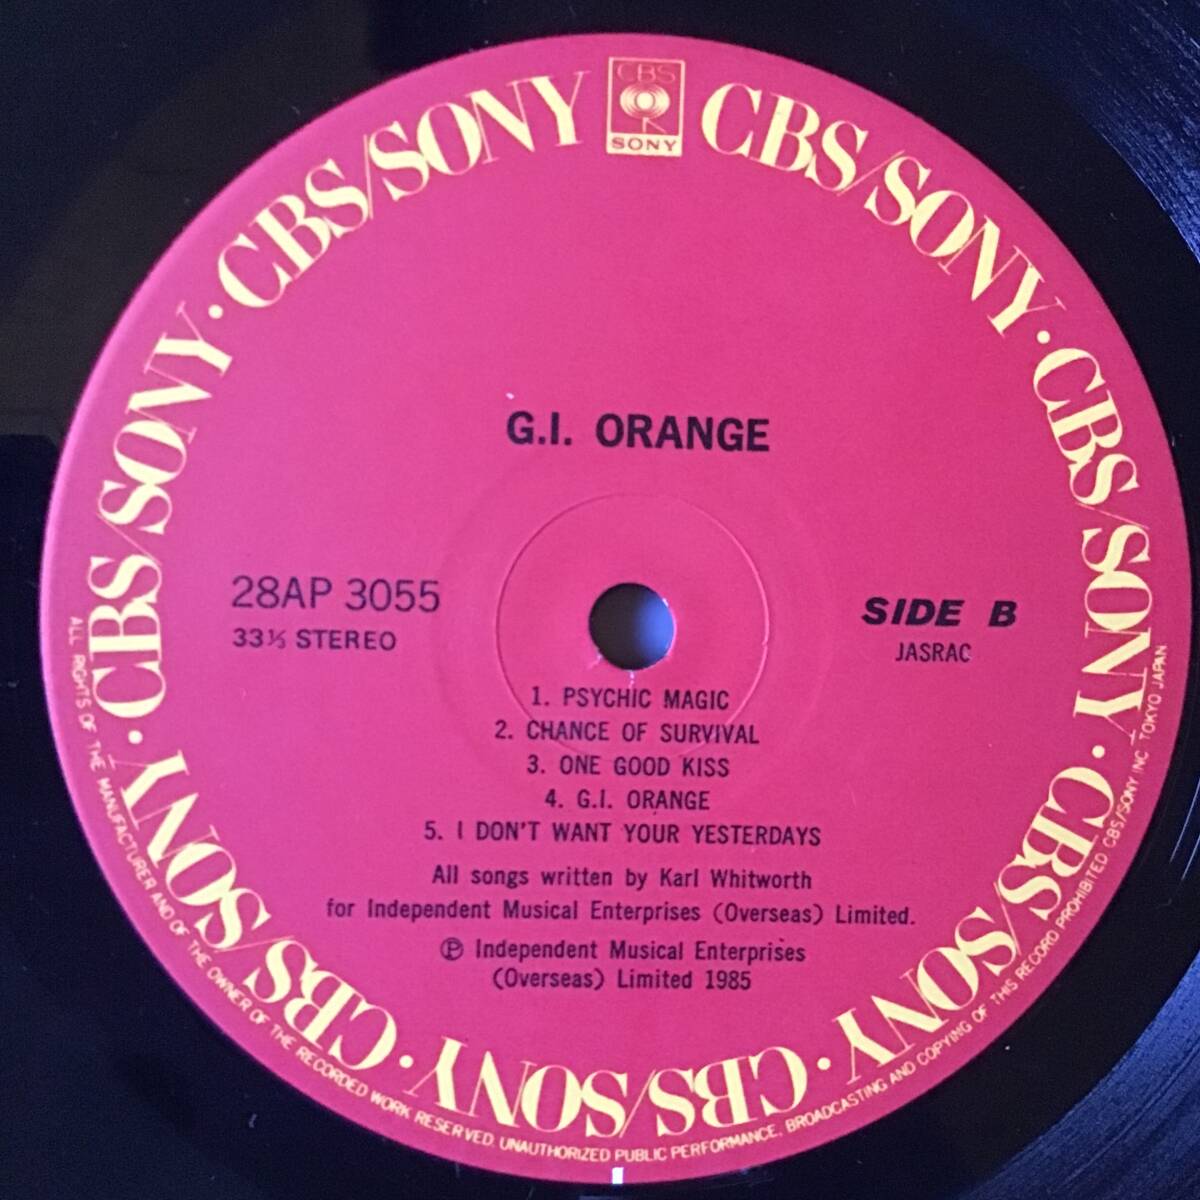 CBS
SONY
CBS/SONY · CBS/SONY · CBS/SONY · CBS/SONY · CBS/SONY · CBS/SONY · CBS/SONY · CBS/SONY
G.I. ORANGE
28AP 3055
33⅓ STEREO
SIDE B
JASRAC
1. PSYCHIC MAGIC
2. CHANCE OF SURVIVAL
3. ONE GOOD KISS
4. G.I. ORANGE
5. I DON'T WANT YOUR YESTERDAYS
All songs written by Karl Whitworth
for Independent Musical Enterprises (Overseas) Limited.
Ⓟ Independent Musical Enterprises
(Overseas) Limited 1985
ALL RIGHTS OF THE MANUFACTURER AND OF THE OWNER OF THE RECORDED WORK RESERVED. UNAUTHORIZED PUBLIC PERFORMANCE, BROADCASTING AND COPYING OF THIS RECORD PROHIBITED CBS/SONY INC. TOKYO JAPAN